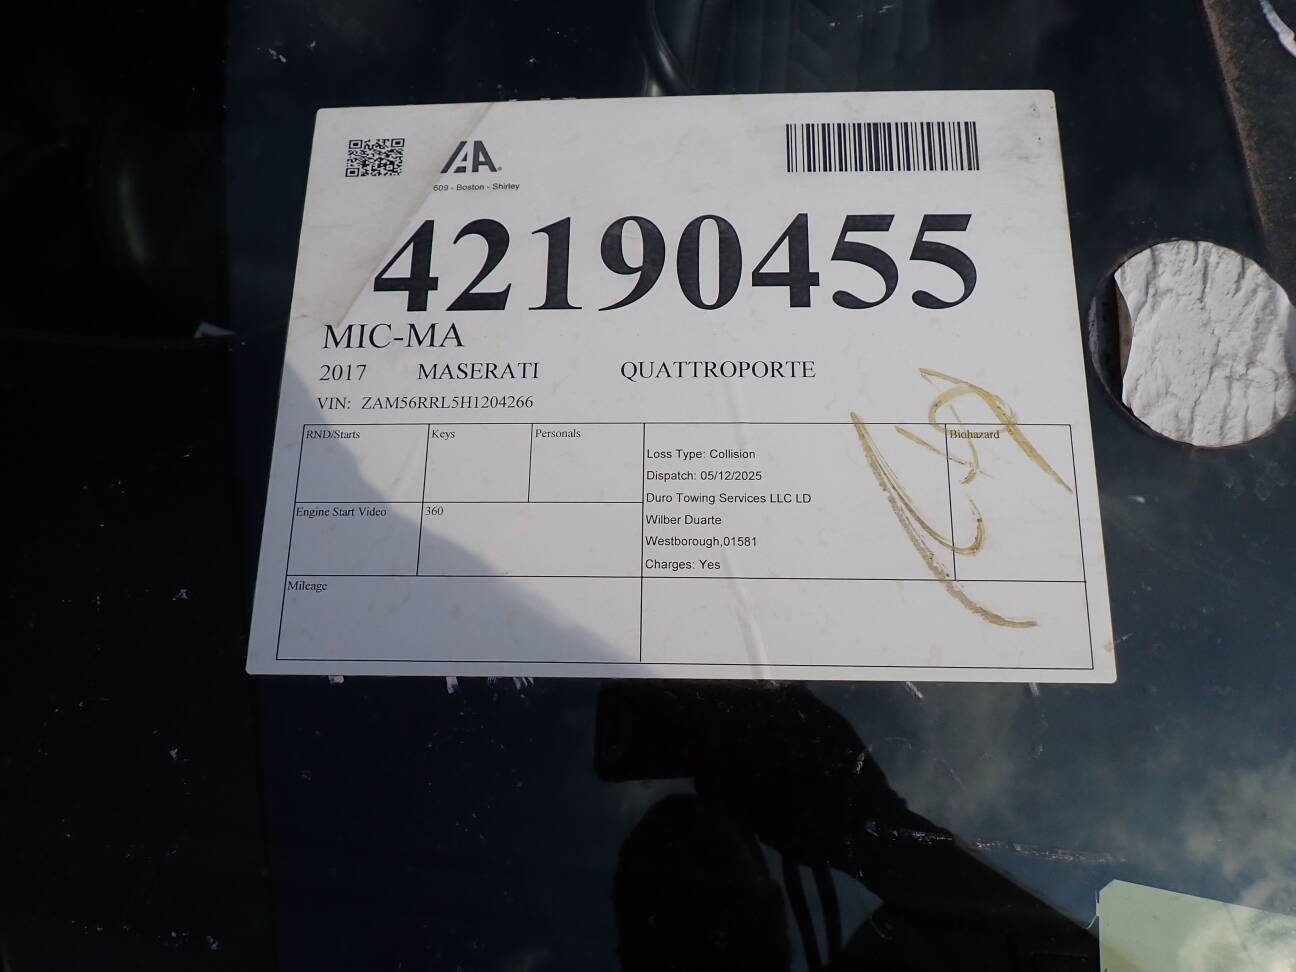 IAA
609 - Boston - Shirley
42190455
MIC-MA
2017 MASERATI QUATTROPORTE
VIN: ZAM56RRL5H1204266
RND/Starts Keys Personals Biohazard
Loss Type: Collision
Dispatch: 05/12/2025
Duro Towing Services LLC LD
Engine Start Video 360
Wilber Duarte
Westborough,01581
Charges: Yes
Mileage